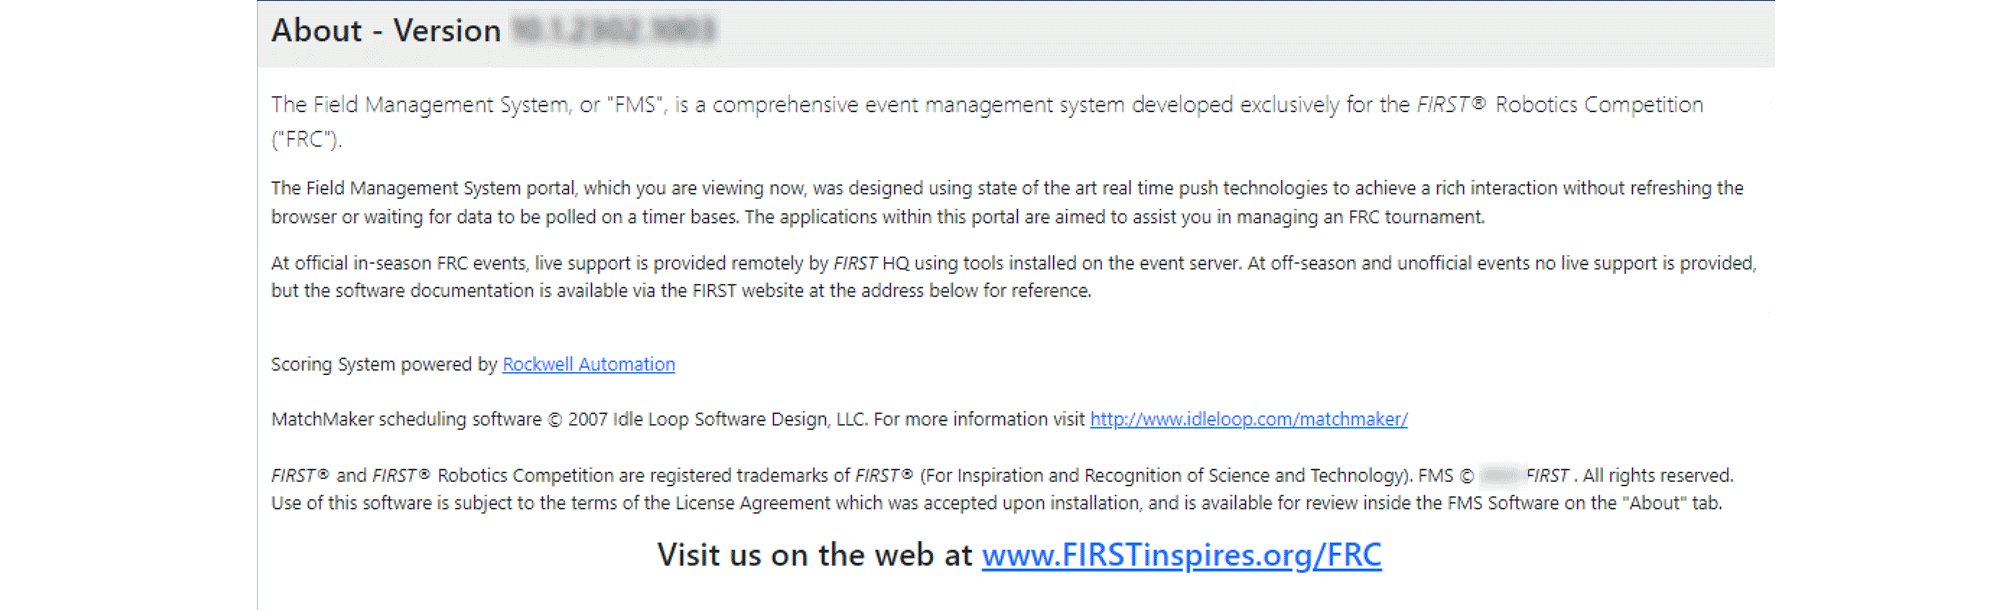 About - Version
The Field Management System, or "FMS", is a comprehensive event management system developed exclusively for the FIRST® Robotics Competition
("FRC").
The Field Management System portal, which you are viewing now, was designed using state of the art real time push technologies to achieve a rich interaction without refreshing the
browser or waiting for data to be polled on a timer bases. The applications within this portal are aimed to assist you in managing an FRC tournament.
At official in-season FRC events, live support is provided remotely by FIRST HQ using tools installed on the event server. At off-season and unofficial events no live support is provided,
but the software documentation is available via the FIRST website at the address below for reference.
Scoring System powered by Rockwell Automation
MatchMaker scheduling software © 2007 Idle Loop Software Design, LLC. For more information visit http://www.idleloop.com/matchmaker/
FIRST® and FIRST® Robotics Competition are registered trademarks of FIRST® (For Inspiration and Recognition of Science and Technology). FMS © FIRST . All rights reserved.
Use of this software is subject to the terms of the License Agreement which was accepted upon installation, and is available for review inside the FMS Software on the "About" tab.
Visit us on the web at www.FIRSTinspires.org/FRC